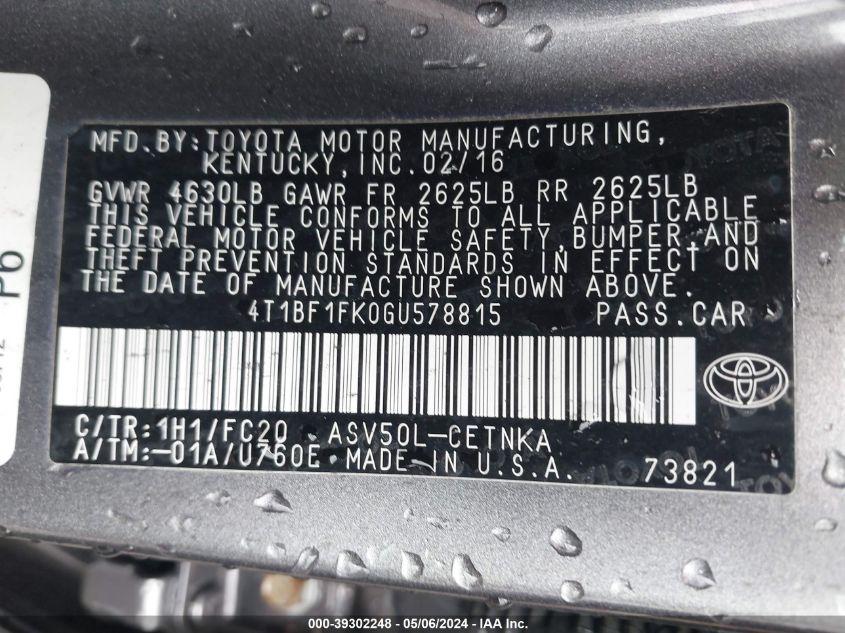 MFD.BY:TOYOTA MOTOR MANUFACTURING,
KENTUCKY,INC.02/16
GVWR 4630LB GAWR FR 2625LB RR 2625LB
THIS VEHICLE CONFORMS TO ALL APPLICABLE
FEDERAL MOTOR VEHICLE SAFETY,BUMPER,AND
THEFT PREVENTION STANDARDS IN EFFECT ON
THE DATE OF MANUFACTURE SHOWN ABOVE.
4T1BF1FK0GU578815 PASS.CAR
C/TR:1H1/FC20 ASV50L-CETNKA
A/TM:-01A/U760E MADE IN U.S.A. 73821
P6
000-39302248 - 05/06/2024 - IAA Inc.